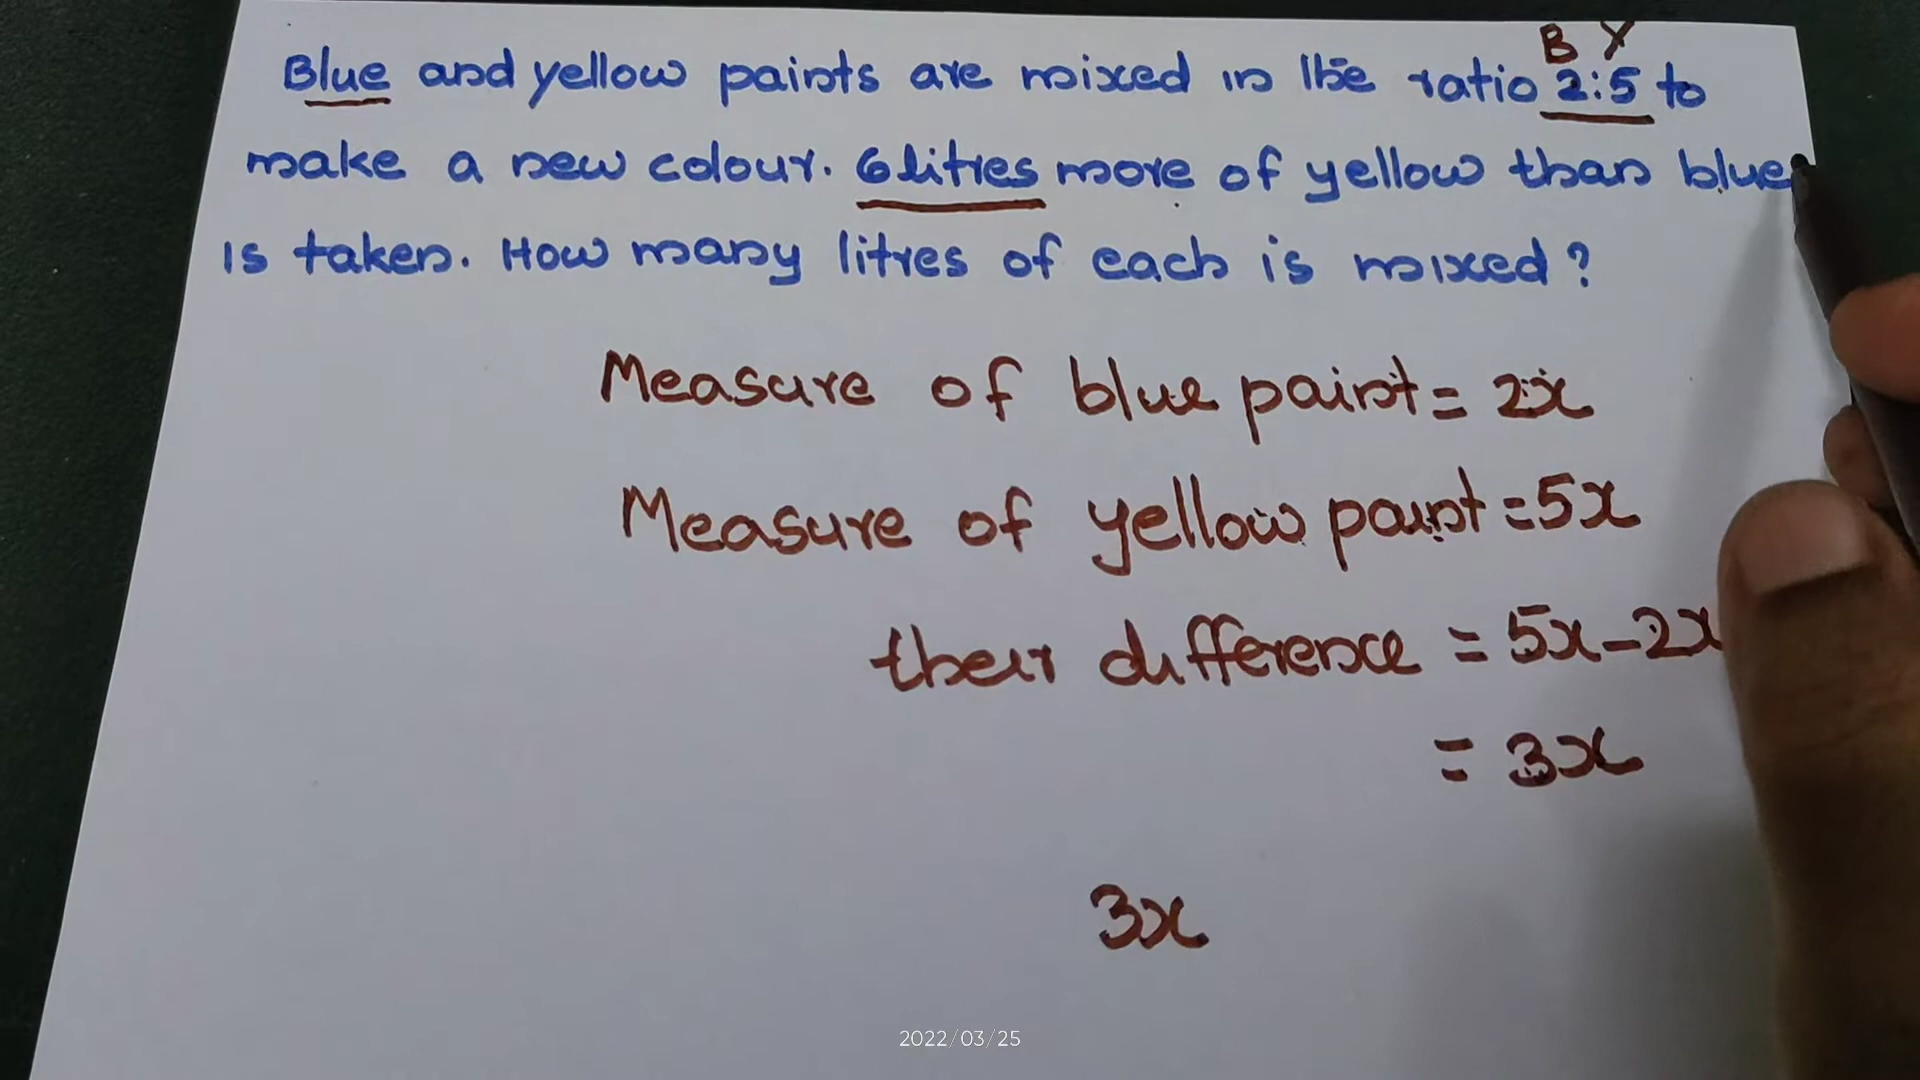 B Y
Blue and yellow paints are mixed in the ratio 2:5 to
make a new colour. 6 litres more of yellow than blue
is taken. How many litres of each is mixed?
Measure of blue paint = 2x
Measure of yellow paint = 5x
their difference = 5x-2x
= 3x
3x
2022/03/25